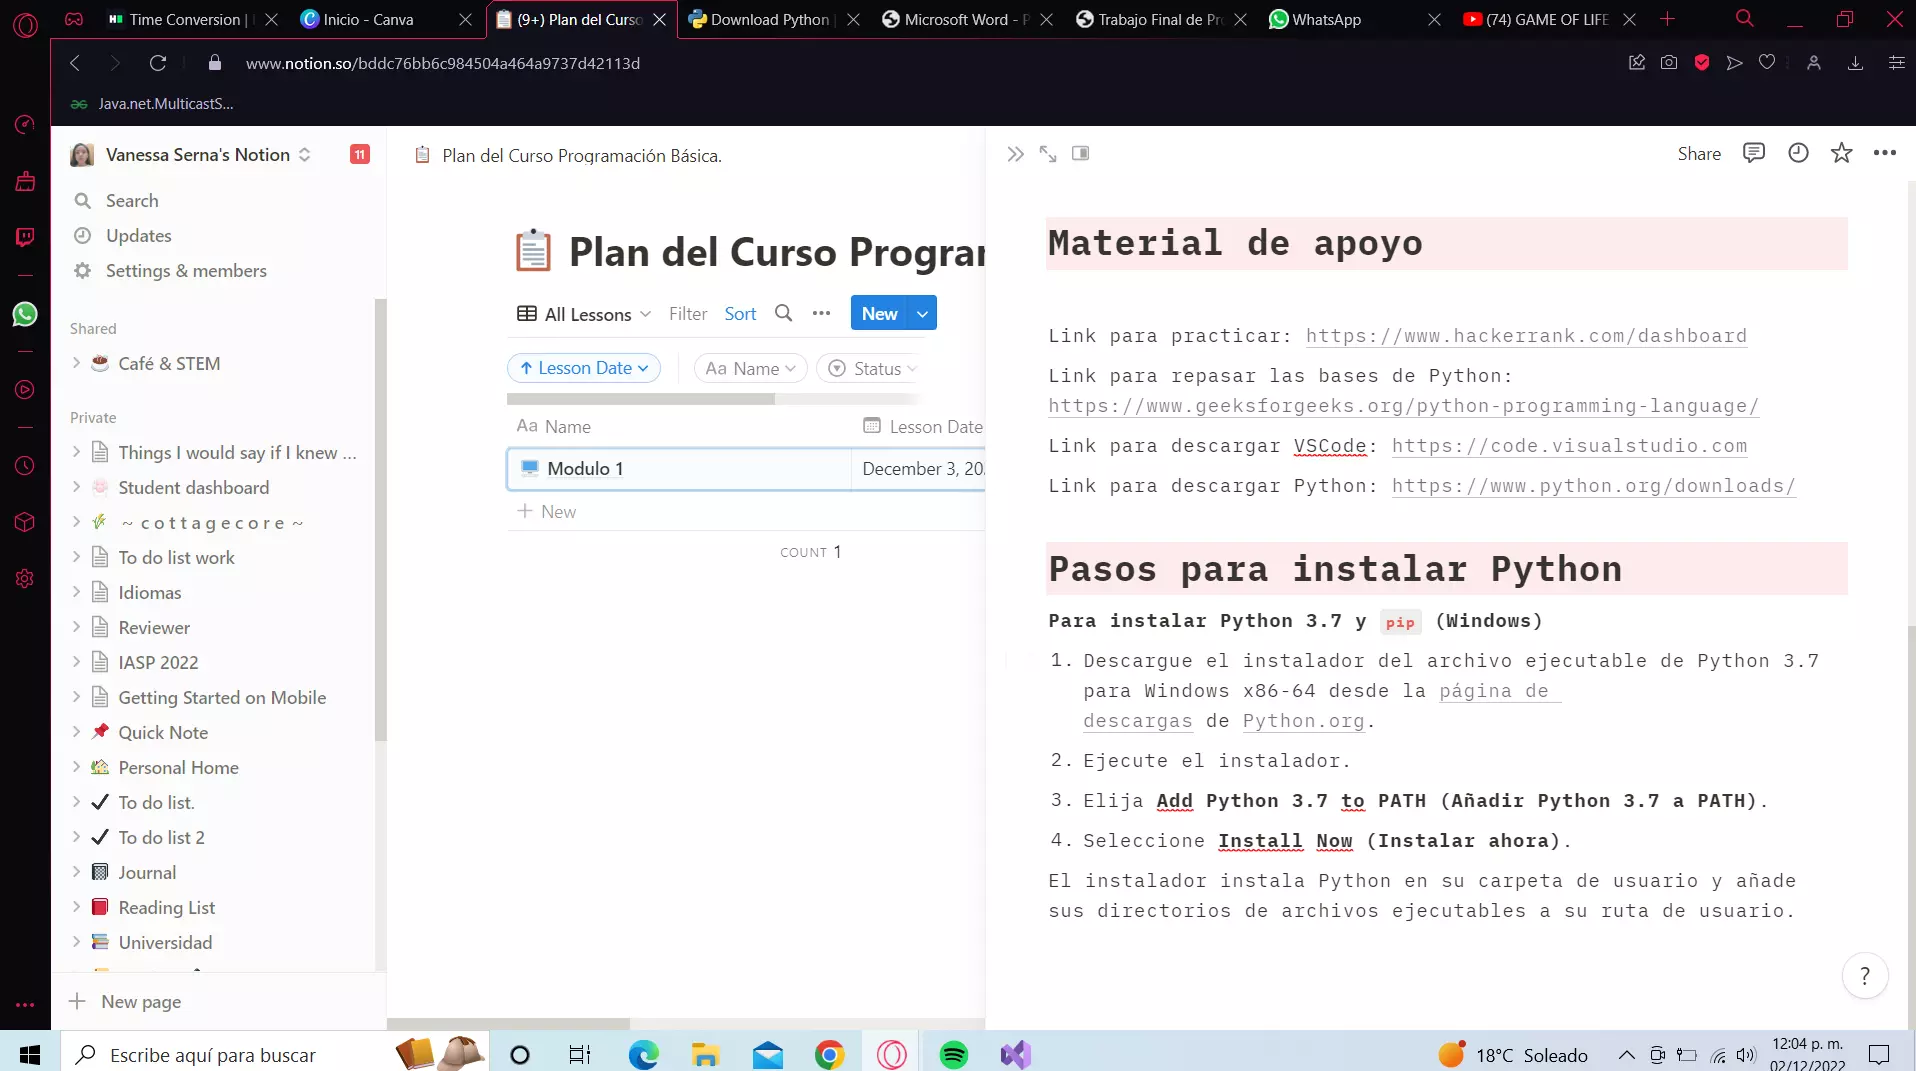 Time Conversion |
Inicio - Canva
(9+) Plan del Curso
Download Python |
Microsoft Word - P
Trabajo Final de Pro
WhatsApp
(74) GAME OF LIFE
www.notion.so/bddc76bb6c984504a464a9737d42113d
Java.net.MulticastS...
Vanessa Serna's Notion
11
Search
Updates
Settings & members
Shared
Café & STEM
Private
Things I would say if I knew ...
Student dashboard
~ c o t t a g e c o r e ~
To do list work
Idiomas
Reviewer
IASP 2022
Getting Started on Mobile
Quick Note
Personal Home
To do list.
To do list 2
Journal
Reading List
Universidad
New page
Plan del Curso Programación Básica.
Plan del Curso Program
All Lessons
Filter
Sort
New
Lesson Date
Aa Name
Status
Aa Name
Lesson Date
Modulo 1
December 3, 20
New
COUNT 1
Share
Material de apoyo
Link para practicar: https://www.hackerrank.com/dashboard
Link para repasar las bases de Python:
https://www.geeksforgeeks.org/python-programming-language/
Link para descargar VSCode: https://code.visualstudio.com
Link para descargar Python: https://www.python.org/downloads/
Pasos para instalar Python
Para instalar Python 3.7 y pip (Windows)
1. Descargue el instalador del archivo ejecutable de Python 3.7
para Windows x86-64 desde la página de
descargas de Python.org.
2. Ejecute el instalador.
3. Elija Add Python 3.7 to PATH (Añadir Python 3.7 a PATH).
4. Seleccione Install Now (Instalar ahora).
El instalador instala Python en su carpeta de usuario y añade
sus directorios de archivos ejecutables a su ruta de usuario.
?
Escribe aquí para buscar
18°C Soleado
12:04 p. m.
02/12/2022